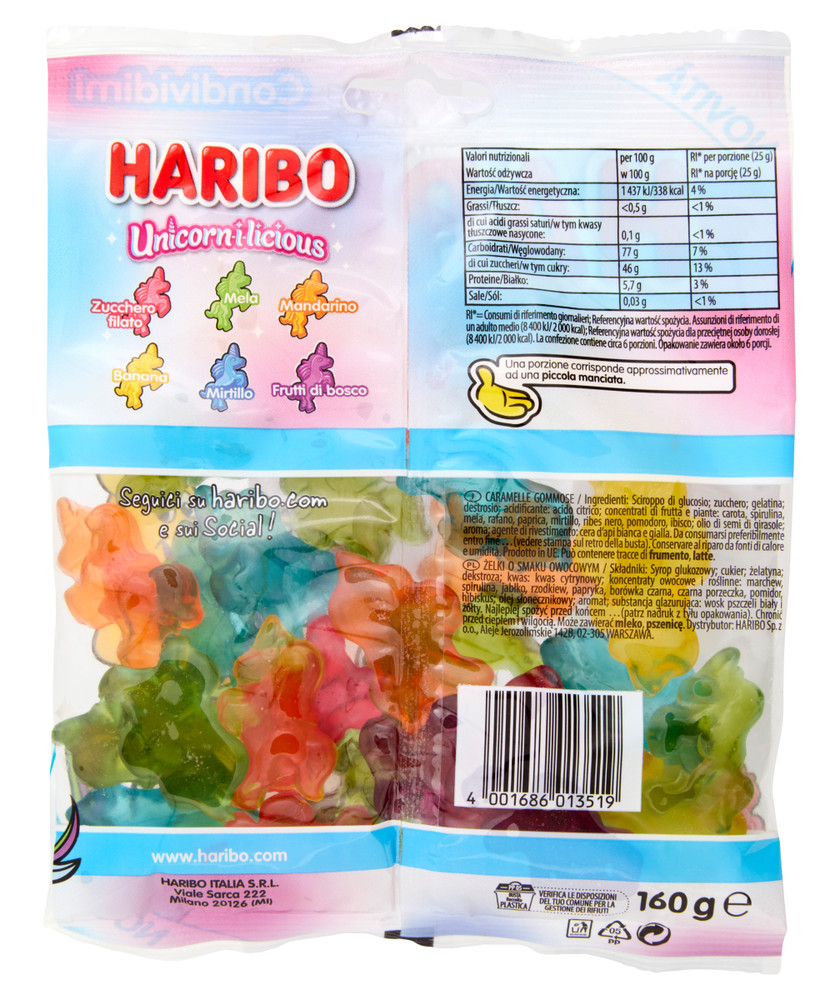 Condividimi
ATIVO!
HARIBO
Unicorn-i-licious
Zucchero
filato
Mela
Mandarino
Banana
Mirtillo
Frutti di bosco
Valori nutrizionali per 100 g RI* per porzione (25 g)
Wartość odżywcza w 100 g RI* na porcję (25 g)
Energia/Wartość energetyczna: 1 437 kJ/338 kcal 4 %
Grassi/Tłuszcz: <0,5 g <1 %
di cui acidi grassi saturi/w tym kwasy
tłuszczowe nasycone: 0,1 g <1 %
Carboidrati/Węglowodany: 77 g 7 %
di cui zuccheri/w tym cukry: 46 g 13 %
Proteine/Białko: 5,7 g 3 %
Sale/Sól: 0,03 g <1 %
RI*= Consumi di riferimento giornalieri; Referencyjna wartość spożycia. Assunzioni di riferimento di
un adulto medio (8 400 kJ/2 000 kcal); Referencyjna wartość spożycia dla przeciętnej osoby dorosłej
(8 400 kJ/2 000 kcal). La confezione contiene circa 6 porzioni. Opakowanie zawiera około 6 porcji.
Una porzione corrisponde approssimativamente
ad una piccola manciata.
Seguici su haribo.com
e sui Social!
I CARAMELLE GOMMOSE / Ingredienti: Sciroppo di glucosio; zucchero; gelatina;
destrosio; acidificante: acido citrico; concentrati di frutta e piante: carota, spirulina,
mela, rafano, paprica, mirtillo, ribes nero, pomodoro, ibisco; olio di semi di girasole;
aroma; agente di rivestimento: cera d'api bianca e gialla. Da consumarsi preferibilmente
entro fine ... (vedere stampa sul retro della busta). Conservare al riparo da fonti di calore
e umidità. Prodotto in UE. Può contenere tracce di frumento, latte.
PL ŻELKI O SMAKU OWOCOWYM / Składniki: Syrop glukozowy; cukier; żelatyna;
dekstroza; kwas: kwas cytrynowy; koncentraty owocowe i roślinne: marchew,
spirulina, jabłko, rzodkiew, papryka, borówka czarna, czarna porzeczka, pomidor,
hibiskus; olej słonecznikowy; aromat; substancja glazurująca: wosk pszczeli biały i
żółty. Najlepiej spożyć przed końcem ... (patrz nadruk z tyłu opakowania). Chronić
przed ciepłem i wilgocią. Może zawierać mleko, pszenicę. Dystrybutor: HARIBO Sp. z
o.o., Aleje Jerozolimskie 142B, 02-305 WARSZAWA.
4 001686 013519
www.haribo.com
HARIBO ITALIA S.R.L.
Viale Sarca 222
Milano 20126 (MI)
PP 5
BUSTA
Raccolta
PLASTICA
VERIFICA LE DISPOSIZIONI
DEL TUO COMUNE PER LA
GESTIONE DEI RIFIUTI
160 g e
05
PP